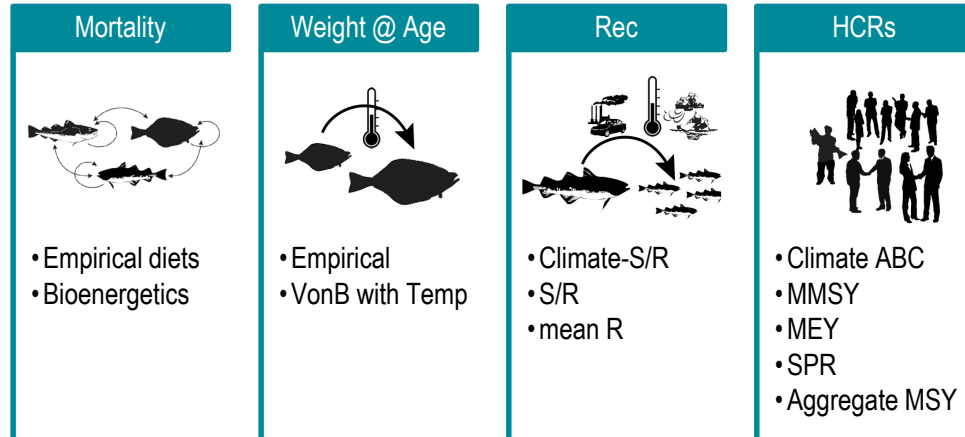 Mortality
• Empirical diets
• Bioenergetics
Weight @ Age
• Empirical
• VonB with Temp
Rec
• Climate-S/R
• S/R
• mean R
HCRs
• Climate ABC
• MMSY
• MEY
• SPR
• Aggregate MSY